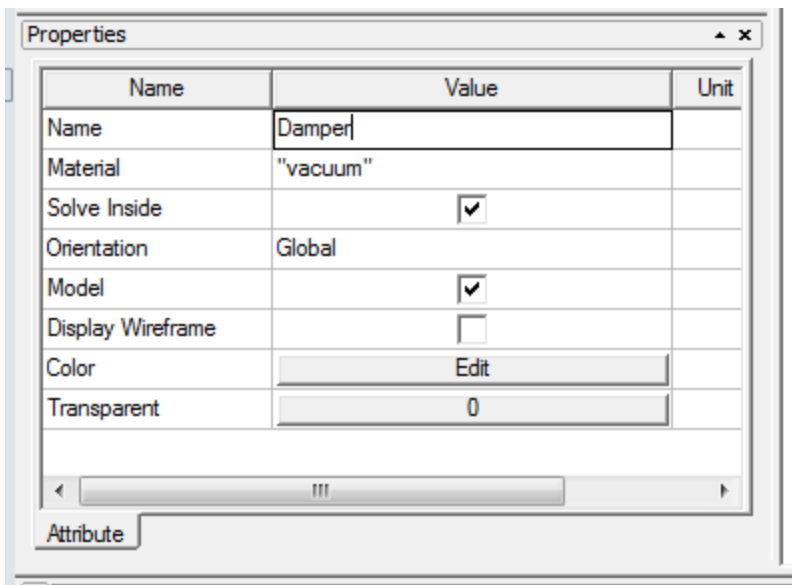 Properties
Name Value Unit
Name Damper
Material "vacuum"
Solve Inside
Orientation Global
Model
Display Wireframe
Color Edit
Transparent 0
Attribute